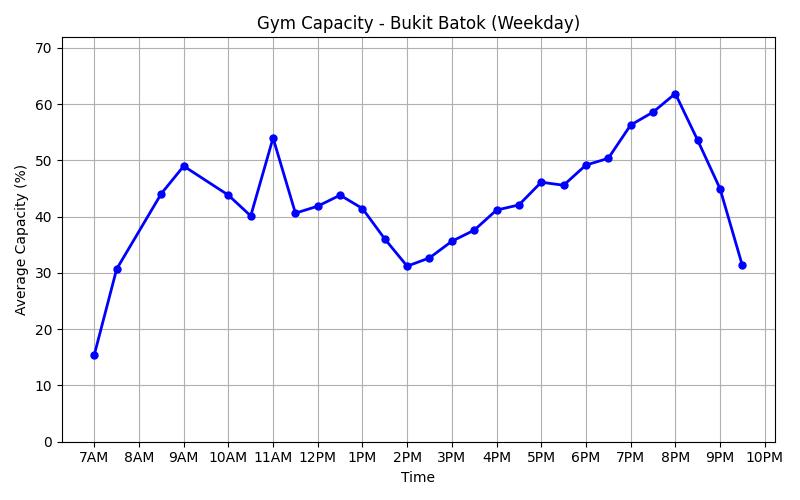 Gym Capacity - Bukit Batok (Weekday)
Average Capacity (%)
70
60
50
40
30
20
10
0
7AM 8AM 9AM 10AM 11AM 12PM 1PM 2PM 3PM 4PM 5PM 6PM 7PM 8PM 9PM 10PM
Time